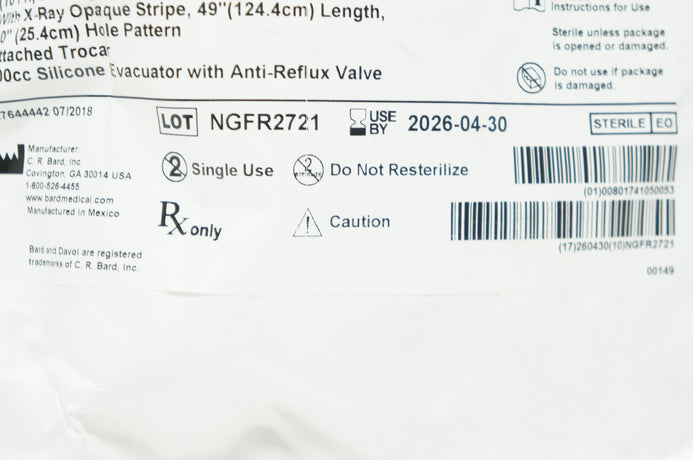 With X-Ray Opaque Stripe, 49"(124.4cm) Length,
0" (25.4cm) Hole Pattern
ttached Trocar
00cc Silicone Evacuator with Anti-Reflux Valve
Instructions for Use
Sterile unless package
is opened or damaged.
Do not use if package
is damaged.
7644442 07/2018
LOT NGFR2721
USE
BY 2026-04-30
STERILE EO
Manufacturer:
C. R. Bard, Inc.
Covington, GA 30014 USA
1-800-526-4455
www.bardmedical.com
Manufactured in Mexico
2 Single Use
2 Do Not Resterilize
(01)00801741050053
Rx only
Caution
(17)260430(10)NGFR2721
Bard and Davol are registered
trademarks of C. R. Bard, Inc.
00149